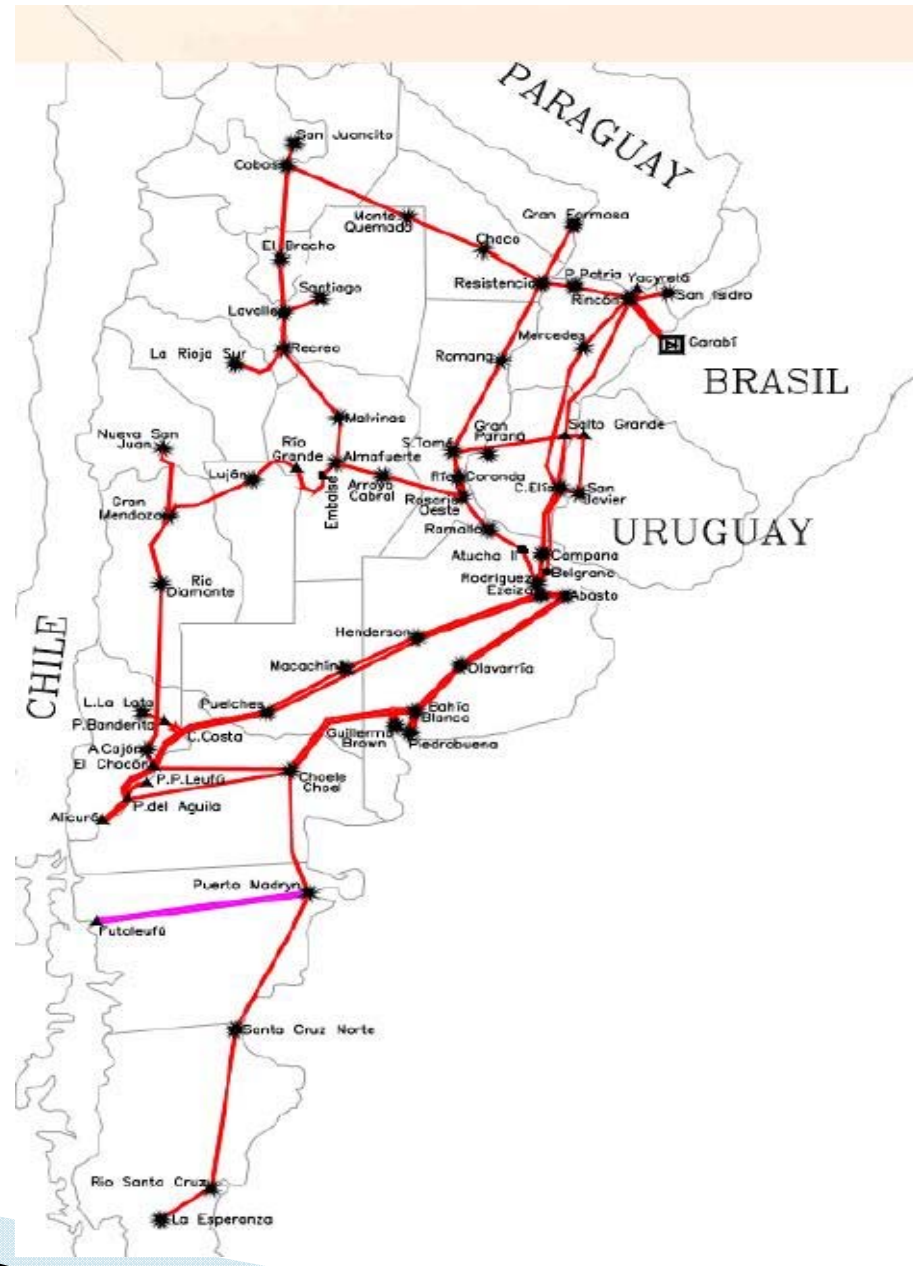 PARAGUAY
San Juancito
Cobos
Monte
Quemado
Gran Formosa
Chaco
El Bracho
Santiago
Resistencia
P.Patria
Yacyretá
Rincón
San Isidro
Lavalle
Mercedes
Garabí
La Rioja Sur
Recreo
Romang
BRASIL
Malvinas
Gran
Paraná
Salto Grande
Nueva San
Juan
Río
Grande
Almafuerte
S.Tomé
Luján
Embalse
Arroyo
Cabral
Río Coronda
Rosario
Oeste
C.Elía
San
Javier
Gran
Mendoza
Ramallo
URUGUAY
Atucha II
Campana
Belgrano
Rodríguez
Ezeiza
Abasto
Río
Diamante
CHILE
Henderson
Macachín
Olavarría
L.La Lata
Puelches
P.Banderita
C.Costa
Bahía
Blanca
Guillermo
Brown
Piedrabuena
A.Cajón
El Chocón
P.P.Leufú
Choele
Choel
P.del Aguila
Alicurá
Puerto Madryn
Futaleufú
Santa Cruz Norte
Rio Santa Cruz
La Esperanza